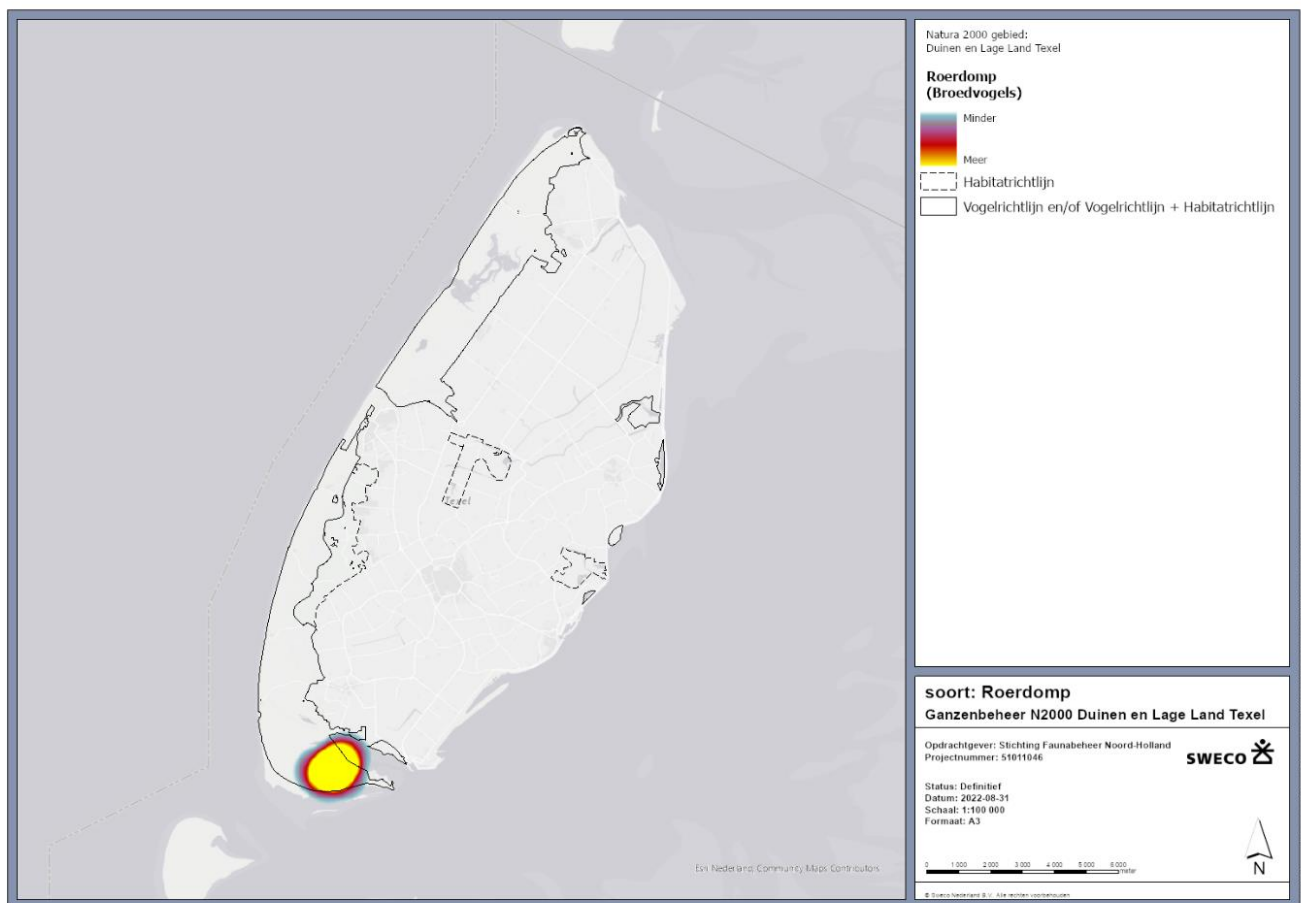 Natura 2000 gebied:
Duinen en Lage Land Texel
Roerdomp
(Broedvogels)
Minder
Meer
Habitatrichtlijn
Vogelrichtlijn en/of Vogelrichtlijn + Habitatrichtlijn
Texel
Esri Nederland, Community Maps Contributors
soort: Roerdomp
Ganzenbeheer N2000 Duinen en Lage Land Texel
Opdrachtgever: Stichting Faunabeheer Noord-Holland
Projectnummer: 51011046
SWECO
Status: Definitief
Datum: 2022-08-31
Schaal: 1:100 000
Formaat: A3
0 1 000 2 000 3 000 4 000 5 000 6 000
meter
N
© Sweco Nederland B.V. Alle rechten voorbehouden